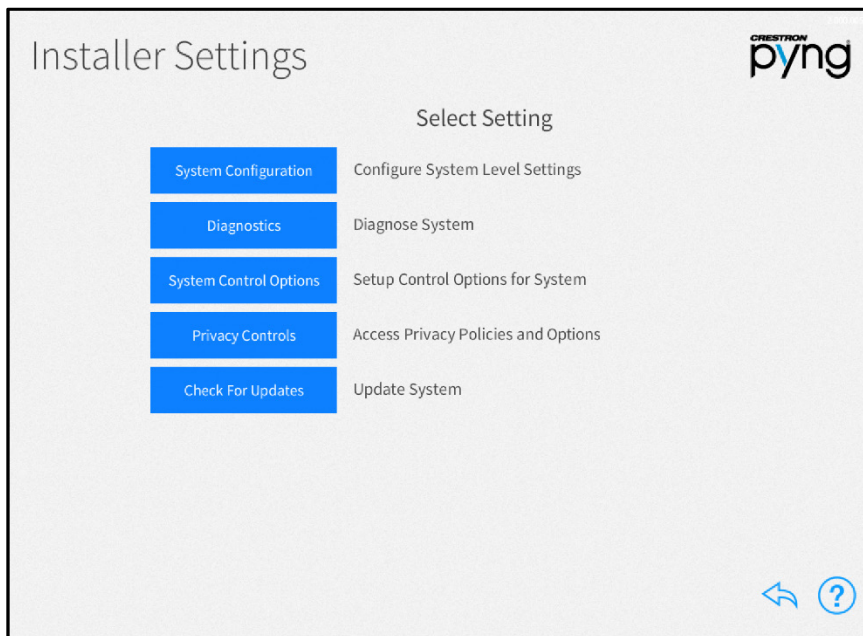 Installer Settings
CRESTRON
pyng
Select Setting
System Configuration Configure System Level Settings
Diagnostics Diagnose System
System Control Options Setup Control Options for System
Privacy Controls Access Privacy Policies and Options
Check For Updates Update System
?